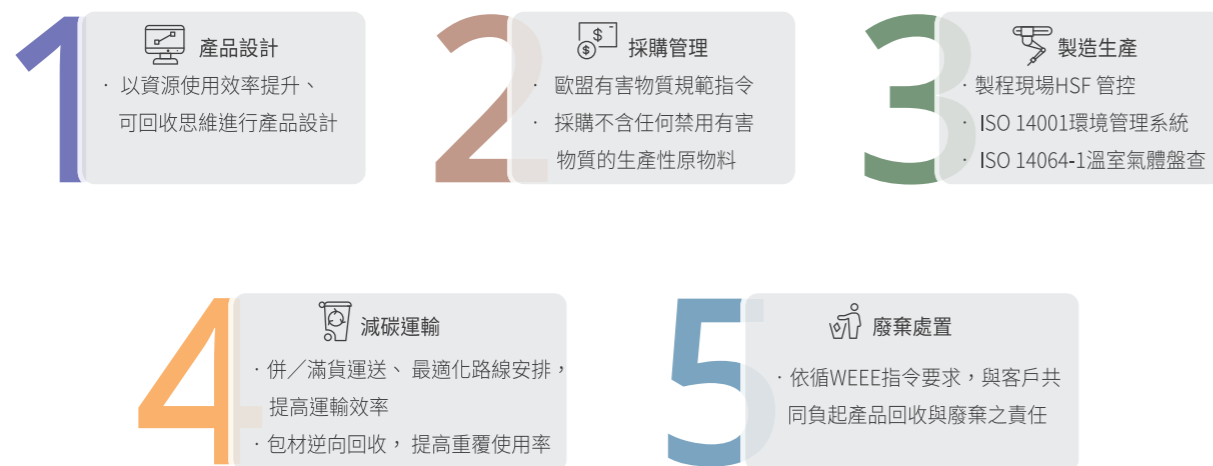 1
產品設計
· 以資源使用效率提升、
可回收思維進行產品設計
2
$
$
採購管理
· 歐盟有害物質規範指令
· 採購不含任何禁用有害
物質的生產性原物料
3
製造生產
· 製程現場HSF 管控
· ISO 14001環境管理系統
· ISO 14064-1溫室氣體盤查
4
減碳運輸
· 併／滿貨運送、 最適化路線安排，
提高運輸效率
· 包材逆向回收， 提高重覆使用率
5
廢棄處置
· 依循WEEE指令要求，與客戶共
同負起產品回收與廢棄之責任